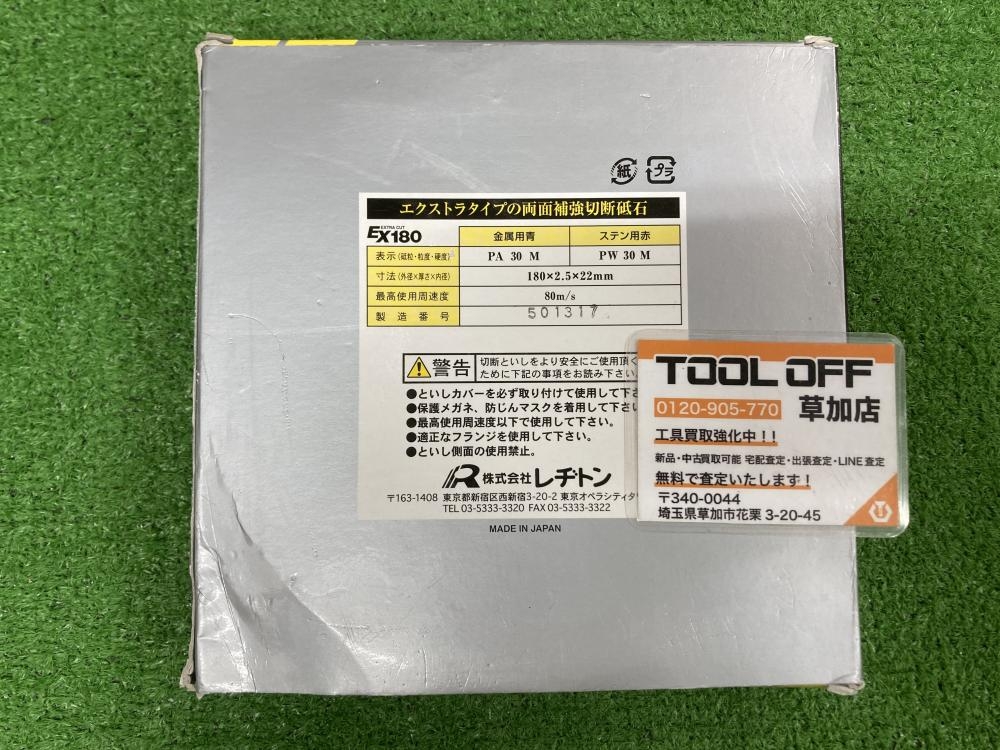 紙 プラ
エクストラタイプの両面補強切断砥石
EXTRA CUT
EX180 金属用青 ステン用赤
表示(砥粒・粒度・硬度) PA 30 M PW 30 M
寸法(外径×厚さ×内径) 180×2.5×22mm
最高使用周速度 80m/s
製造番号 501317
警告 切断といしをより安全にご使用頂く
ために下記の事項をお読み下さい
●といしカバーを必ず取り付けて使用して下さ
●保護メガネ、防じんマスクを着用して下さい
●最高使用周速度以下で使用して下さい。
●適正なフランジを使用して下さい。
●といし側面の使用禁止。
株式会社レヂトン
〒163-1408 東京都新宿区西新宿3-20-2 東京オペラシティタ
TEL 03-5333-3320 FAX 03-5333-3322
MADE IN JAPAN
TOOL OFF
0120-905-770 草加店
工具買取強化中!!
新品・中古買取可能 宅配査定・出張査定・LINE査定
無料で査定いたします!
〒340-0044
埼玉県草加市花栗 3-20-45